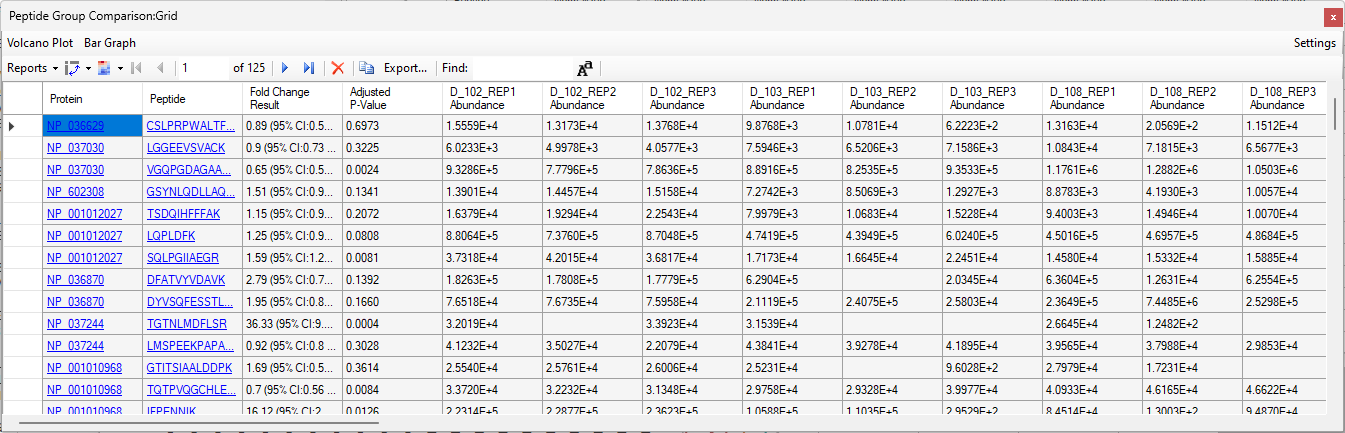 Peptide Group Comparison:Grid
x
Volcano Plot Bar Graph Settings
Reports 1 of 125 Export... Find: Aa
Protein Peptide Fold Change Result Adjusted P-Value D_102_REP1 Abundance D_102_REP2 Abundance D_102_REP3 Abundance D_103_REP1 Abundance D_103_REP2 Abundance D_103_REP3 Abundance D_108_REP1 Abundance D_108_REP2 Abundance D_108_REP3 Abundance
NP_036629 CSLPRPWALTF... 0.89 (95% CI:0.5... 0.6973 1.5559E+4 1.3173E+4 1.3768E+4 9.8768E+3 1.0781E+4 6.2223E+2 1.3163E+4 2.0569E+2 1.1512E+4
NP_037030 LGGEEVSVACK 0.9 (95% CI:0.73 ... 0.3225 6.0233E+3 4.9978E+3 4.0577E+3 7.5946E+3 6.5206E+3 7.1586E+3 1.0843E+4 7.1815E+3 6.5677E+3
NP_037030 VGQPGDAGAA... 0.65 (95% CI:0.5... 0.0024 9.3286E+5 7.7796E+5 7.8636E+5 8.8916E+5 8.2535E+5 9.3533E+5 1.1761E+6 1.2882E+6 1.0503E+6
NP_602308 GSYNLQDLLAQ... 1.51 (95% CI:0.9... 0.1341 1.3901E+4 1.4457E+4 1.5158E+4 7.2742E+3 8.5069E+3 1.2927E+3 8.8783E+3 4.1930E+3 1.0057E+4
NP_001012027 TSDQIHFFFAK 1.15 (95% CI:0.9... 0.2072 1.6379E+4 1.9294E+4 2.2543E+4 7.9979E+3 1.0683E+4 1.5228E+4 9.4003E+3 1.4946E+4 1.0070E+4
NP_001012027 LQPLDFK 1.25 (95% CI:0.9... 0.0808 8.8064E+5 7.3760E+5 8.7048E+5 4.7419E+5 4.3949E+5 6.0240E+5 4.5016E+5 4.6957E+5 4.8684E+5
NP_001012027 SQLPGIIAEGR 1.59 (95% CI:1.2... 0.0081 3.7318E+4 4.2015E+4 3.6817E+4 1.7173E+4 1.6645E+4 2.2451E+4 1.4580E+4 1.5332E+4 1.5885E+4
NP_036870 DFATVYVDAVK 2.79 (95% CI:0.7... 0.1392 1.8263E+5 1.7808E+5 1.7779E+5 6.2904E+5 2.0345E+4 6.3604E+5 1.2631E+4 6.2554E+5
NP_036870 DYVSQFESSTL... 1.95 (95% CI:0.8... 0.1660 7.6518E+4 7.6735E+4 7.5958E+4 2.1119E+5 2.4075E+5 2.5803E+4 2.3649E+5 7.4485E+6 2.5298E+5
NP_037244 TGTNLMDFLSR 36.33 (95% CI:9.... 0.0004 3.2019E+4 3.3923E+4 3.1539E+4 2.6645E+4 1.2482E+2
NP_037244 LMSPEEKPAPA... 0.92 (95% CI:0.8 ... 0.3028 4.1232E+4 3.5027E+4 2.2079E+4 4.3841E+4 3.9278E+4 4.1895E+4 3.9565E+4 3.7988E+4 2.9853E+4
NP_001010968 GTITSIAALDDPK 1.69 (95% CI:0.5... 0.3614 2.5540E+4 2.5761E+4 2.6006E+4 2.5231E+4 9.6028E+2 2.7979E+4 1.7231E+4
NP_001010968 TQTPVQGCHLE... 0.7 (95% CI:0.56 ... 0.0084 3.3720E+4 3.2232E+4 3.1348E+4 2.9758E+4 2.9328E+4 3.9977E+4 4.0933E+4 4.6165E+4 4.6622E+4
NP_001010968 IFPENNIK 16.12 (95% CI:2... 0.0126 2.2314E+5 2.2877E+5 2.3623E+5 1.0588E+5 1.1035E+5 2.9529E+2 8.4514E+4 1.3003E+2 9.4870E+4